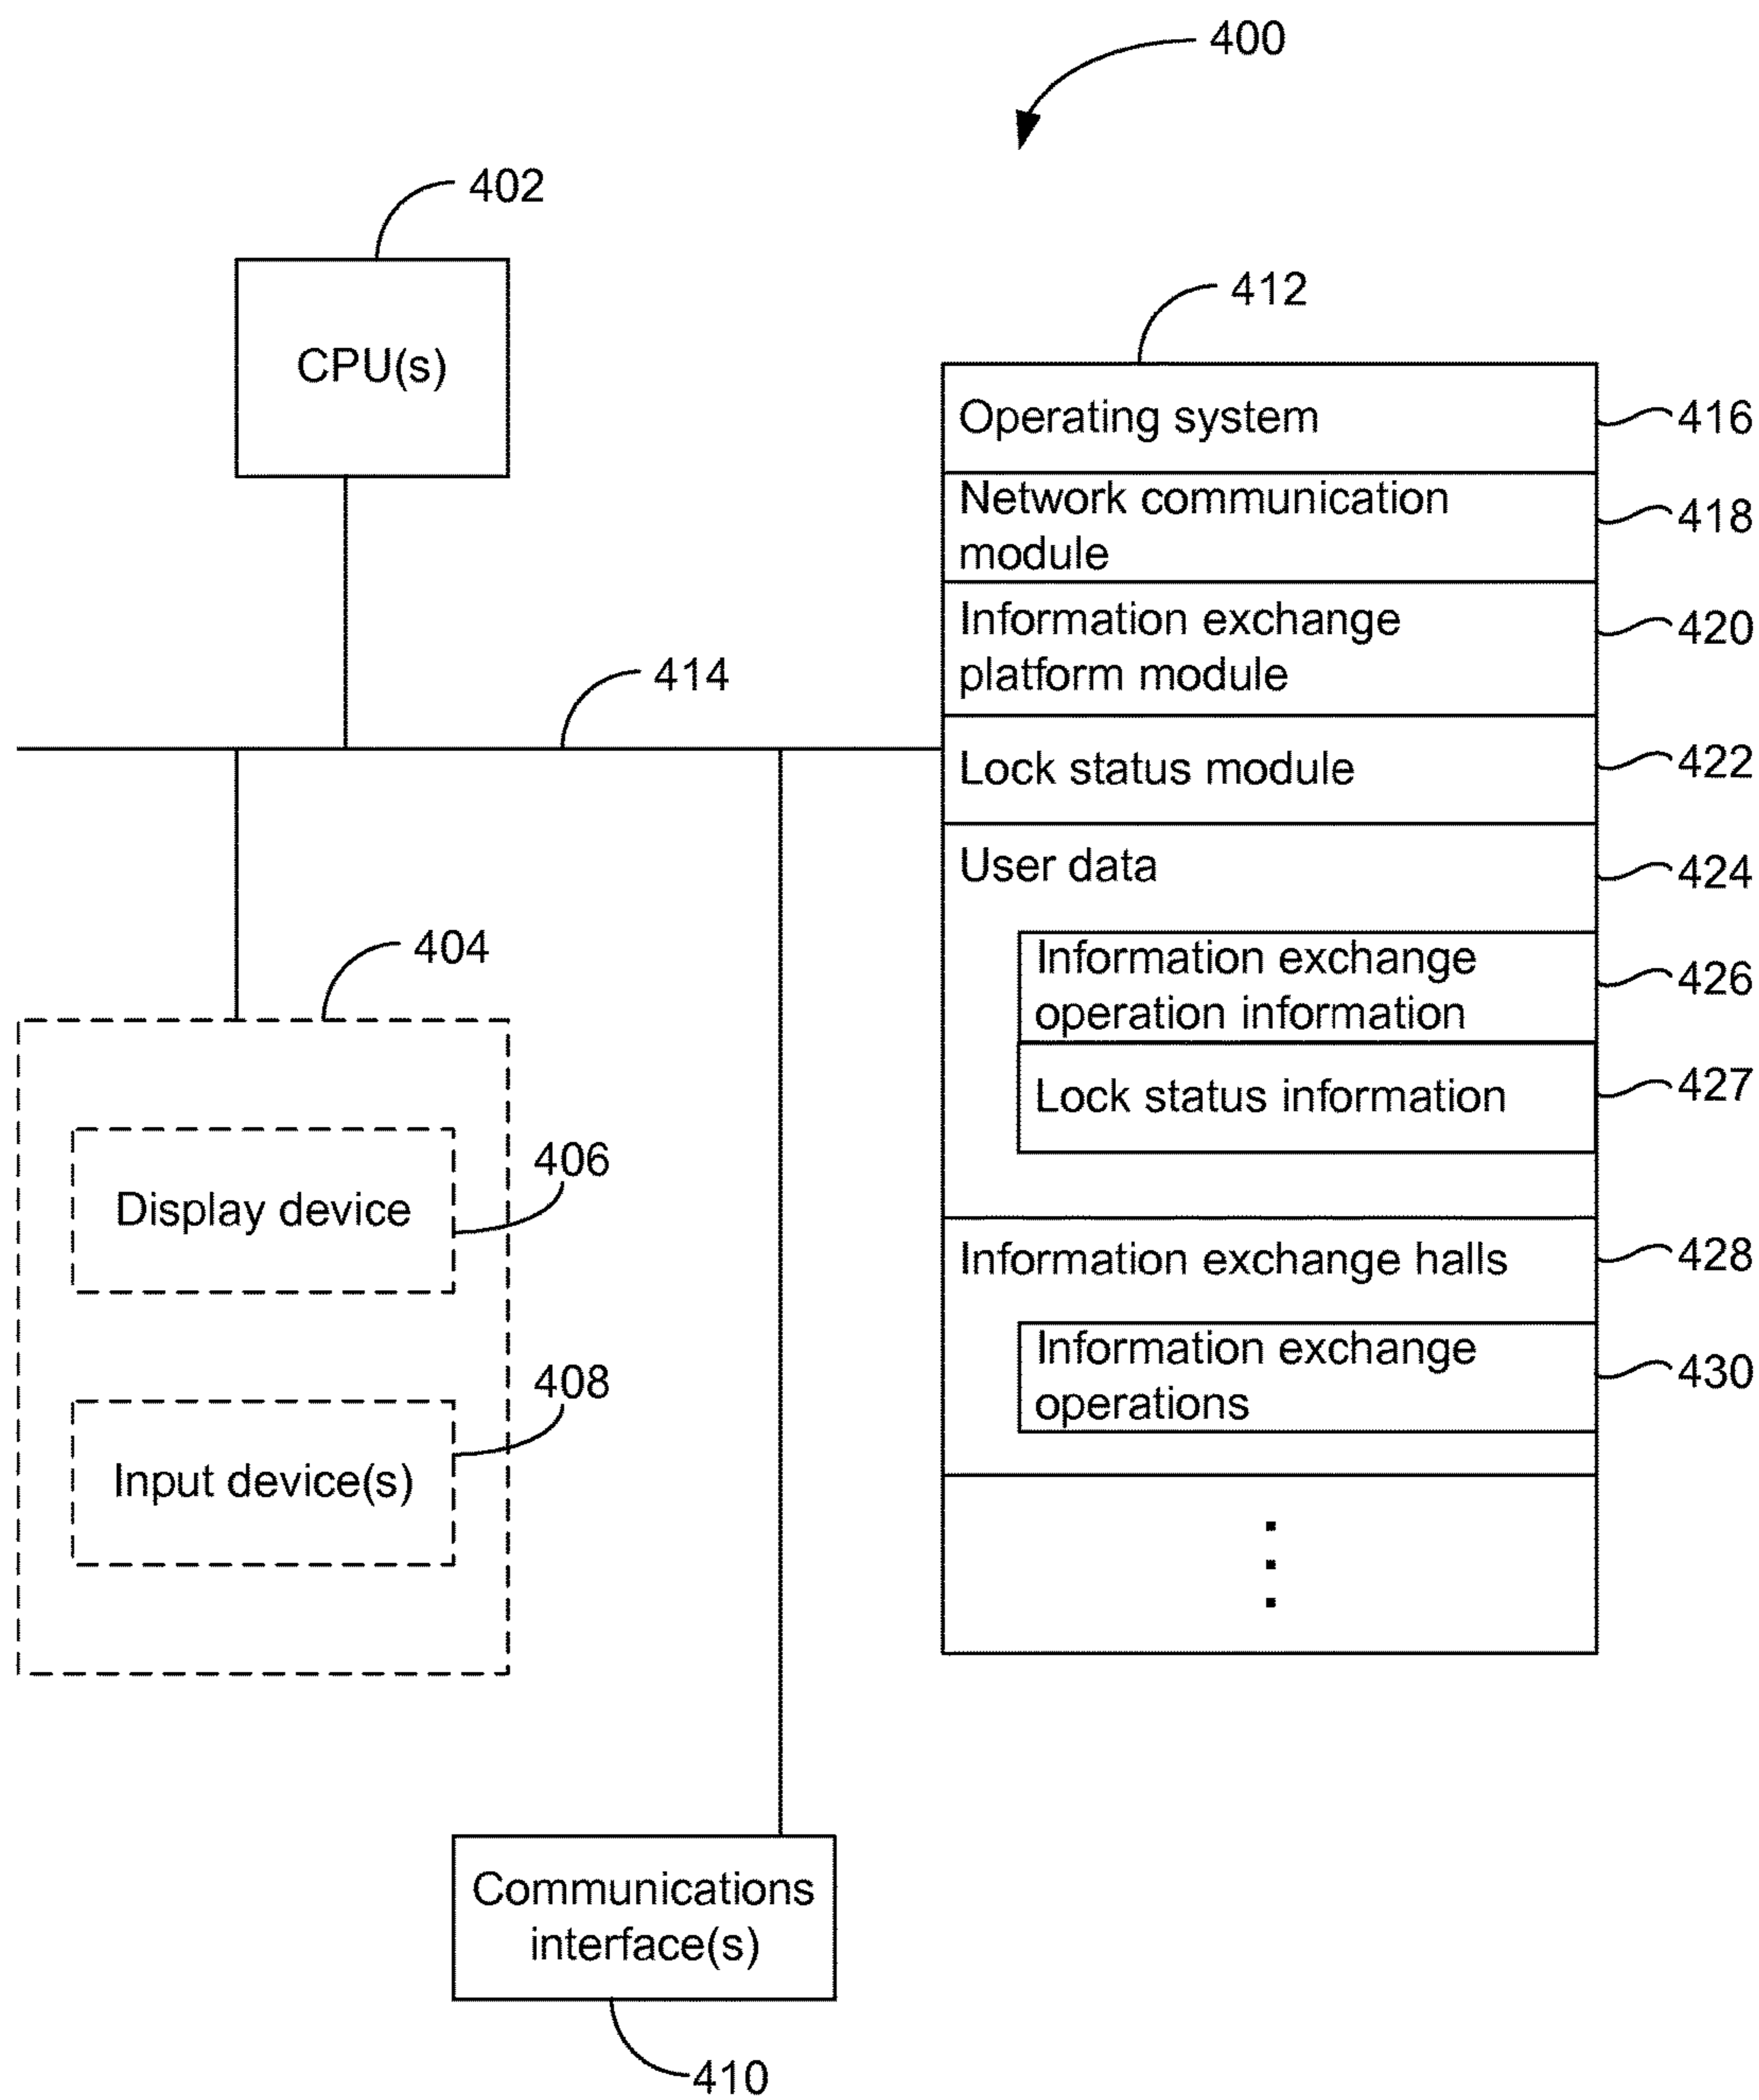 400
402
CPU(s)
412
Operating system
416
Network communication
module
418
Information exchange
platform module
420
414
Lock status module
422
User data
424
404
Information exchange
operation information
426
Lock status information
427
406
Display device
Information exchange halls
428
408
Information exchange
operations
430
Input device(s)
Communications
interface(s)
410